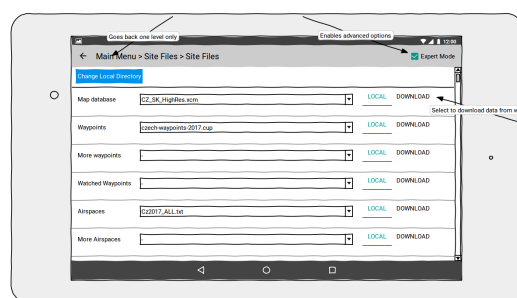 Goes back one level only
Enables advanced options
12:00
← Main Menu > Site Files > Site Files
Expert Mode
Change Local Directory
Map database
CZ_SK_HighRes.xcm
LOCAL
DOWNLOAD
Select to download data from w
Waypoints
czech-waypoints-2017.cup
LOCAL
DOWNLOAD
More waypoints
-
LOCAL
DOWNLOAD
Watched Waypoints
-
LOCAL
DOWNLOAD
Airspaces
Cz2017_ALL.txt
LOCAL
DOWNLOAD
More Airspaces
-
LOCAL
DOWNLOAD